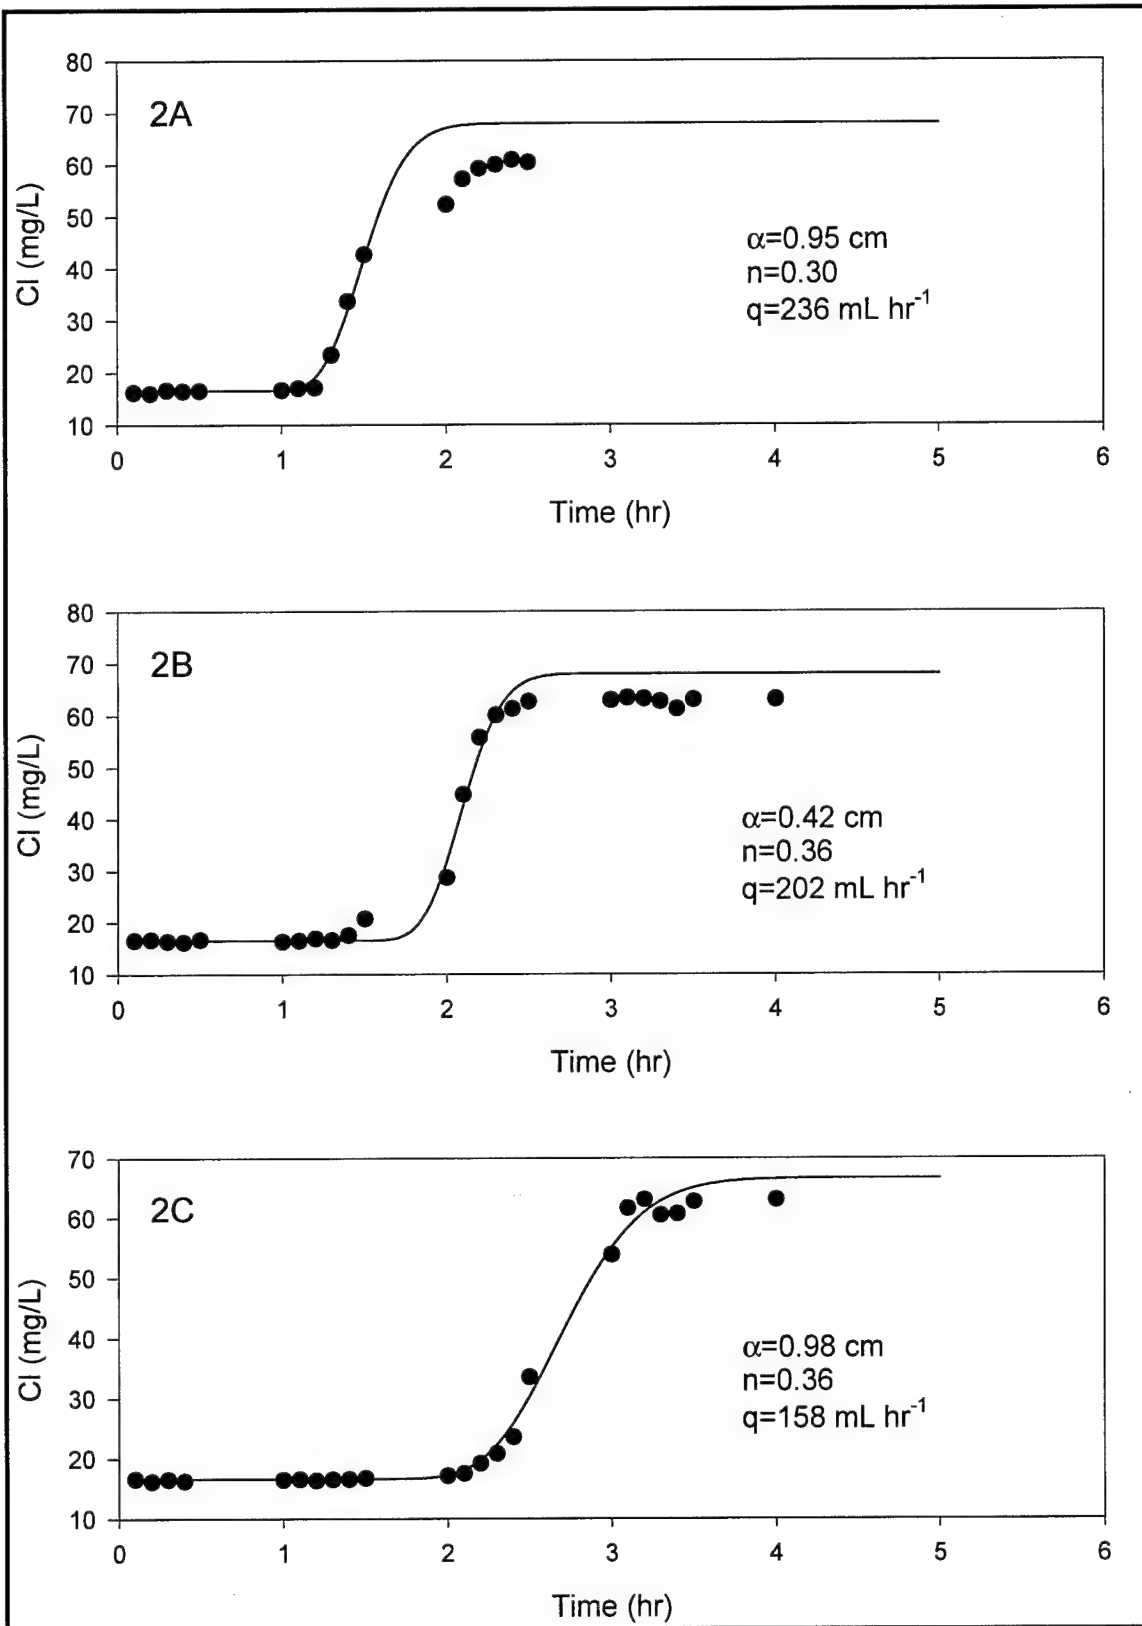 80
70
60
50
40
30
20
10
Cl (mg/L)
2A
α=0.95 cm
n=0.30
q=236 mL hr⁻¹
0 1 2 3 4 5 6
Time (hr)
80
70
60
50
40
30
20
10
Cl (mg/L)
2B
α=0.42 cm
n=0.36
q=202 mL hr⁻¹
0 1 2 3 4 5 6
Time (hr)
70
60
50
40
30
20
10
Cl (mg/L)
2C
α=0.98 cm
n=0.36
q=158 mL hr⁻¹
0 1 2 3 4 5 6
Time (hr)